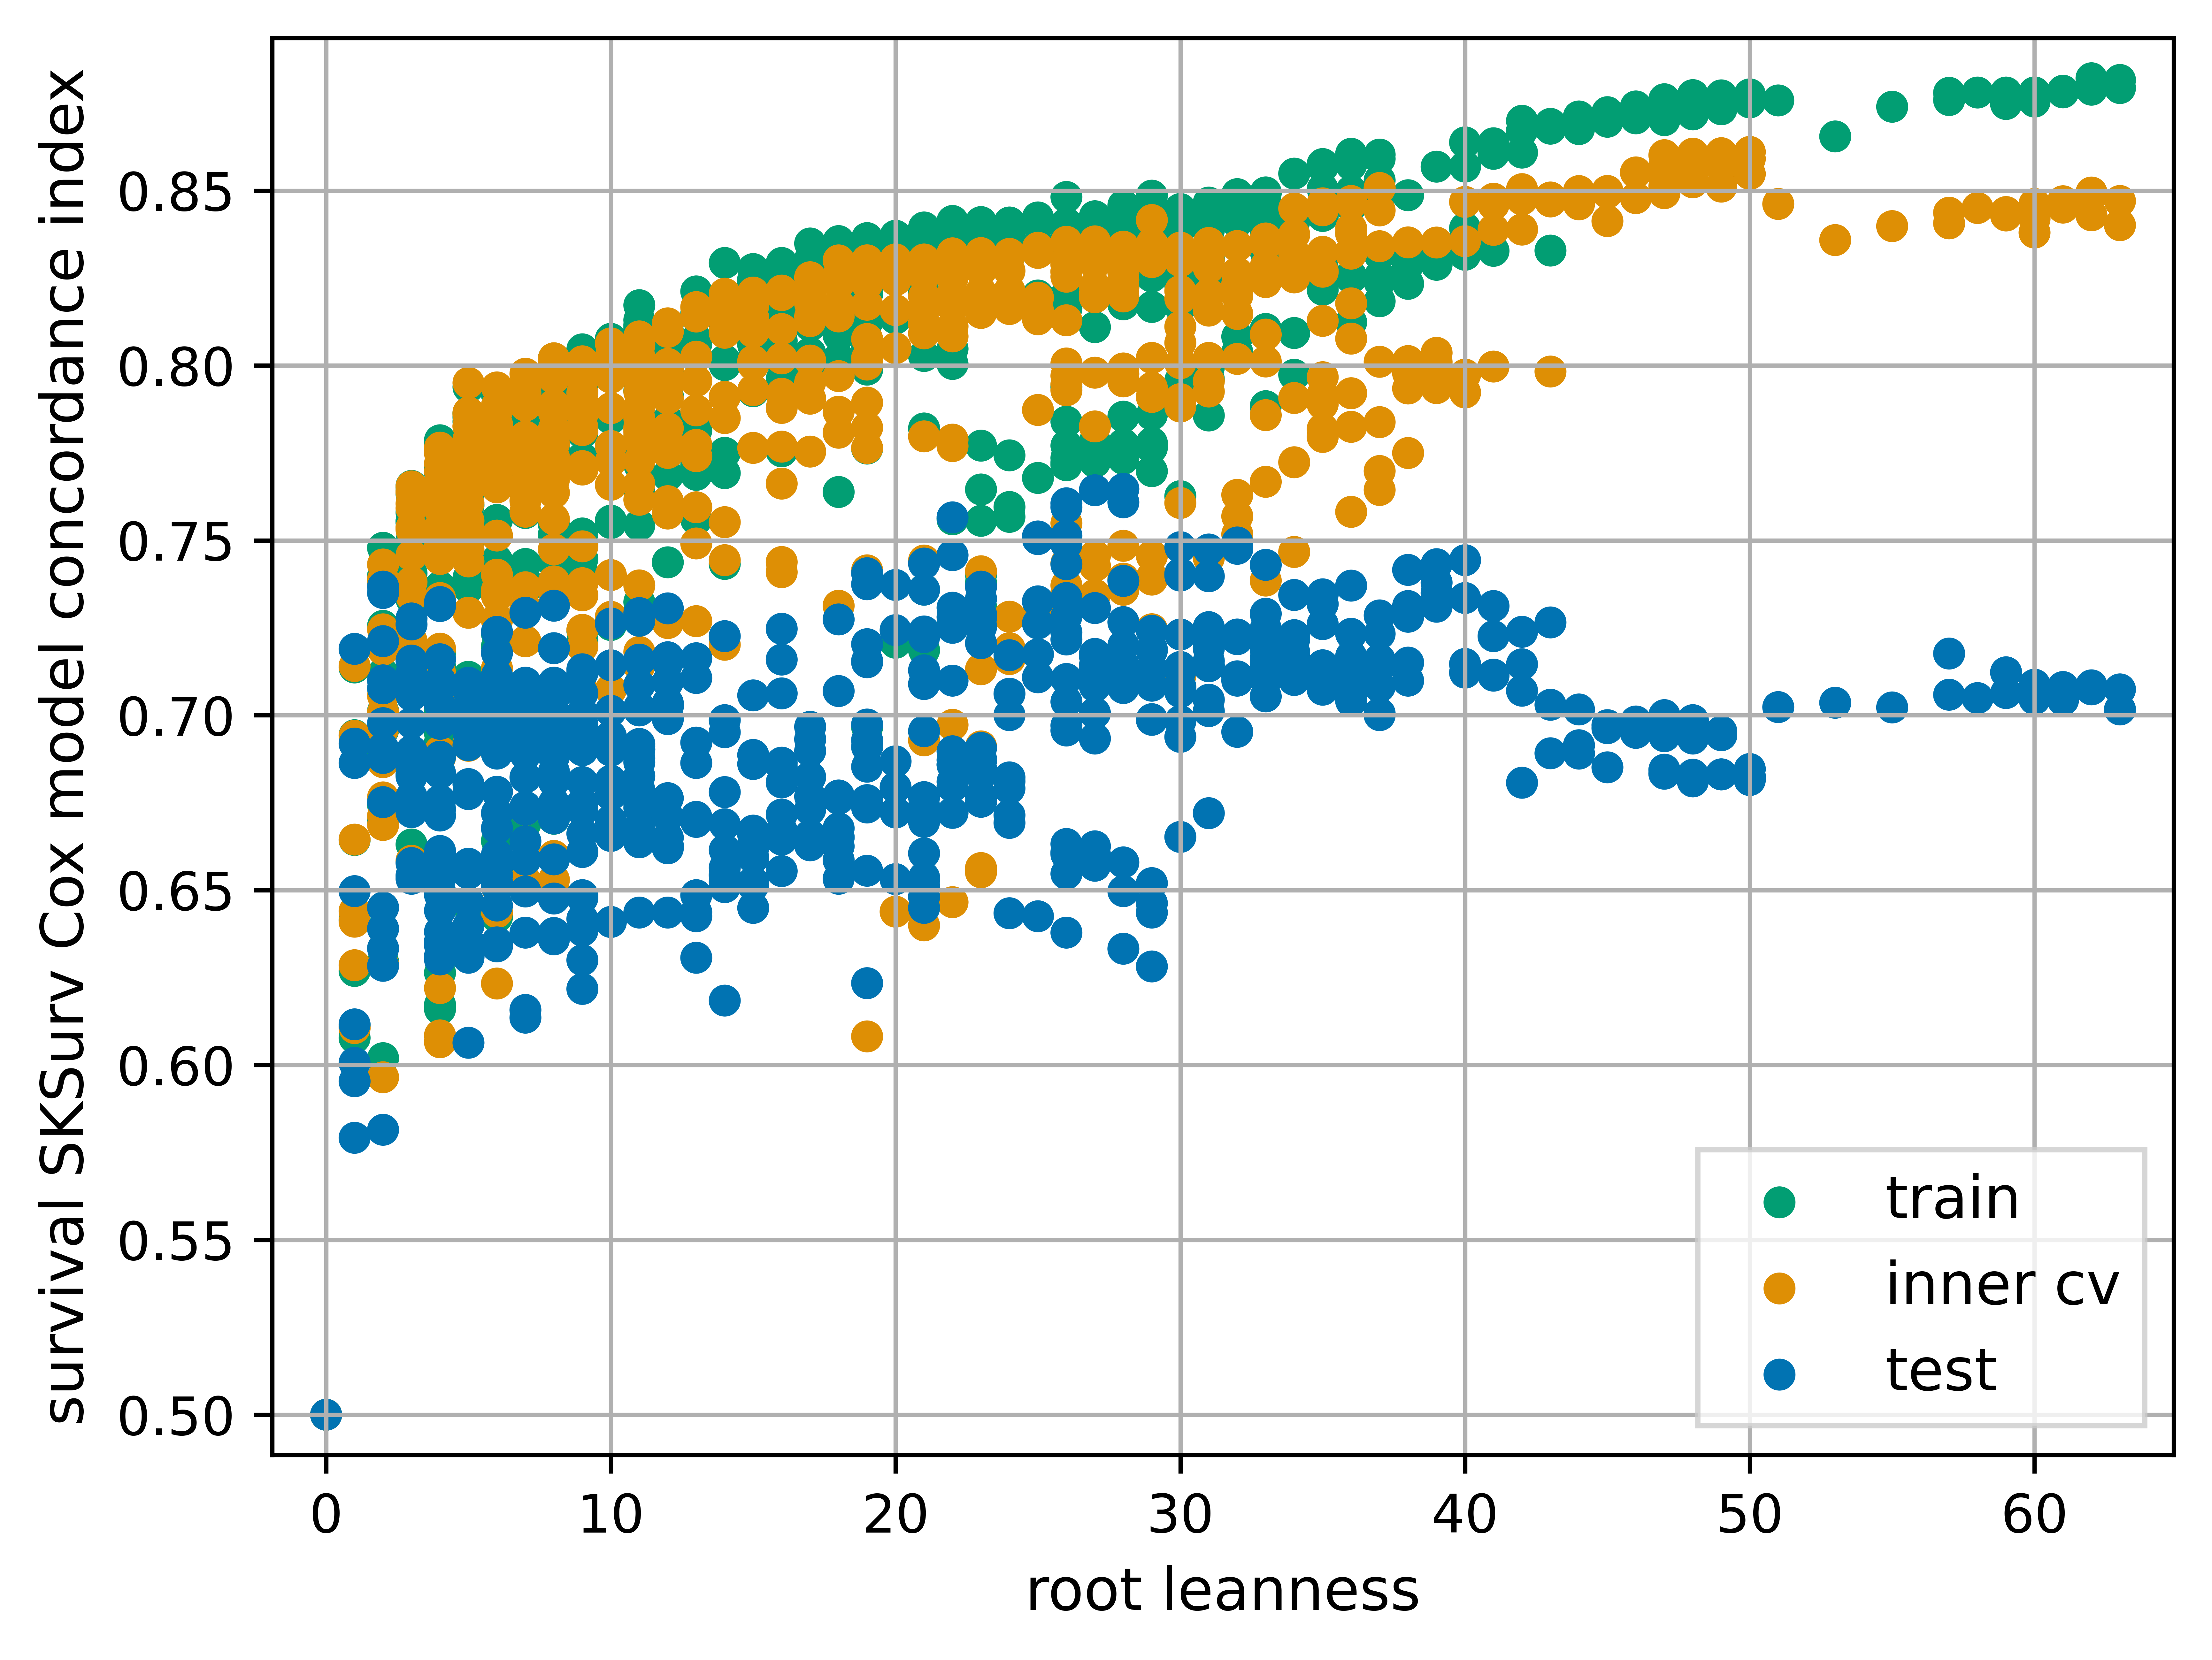 survival SKSurv Cox model concordance index
0.85
0.80
0.75
0.70
0.65
0.60
0.55
0.50
0 10 20 30 40 50 60
root leanness
train
inner cv
test